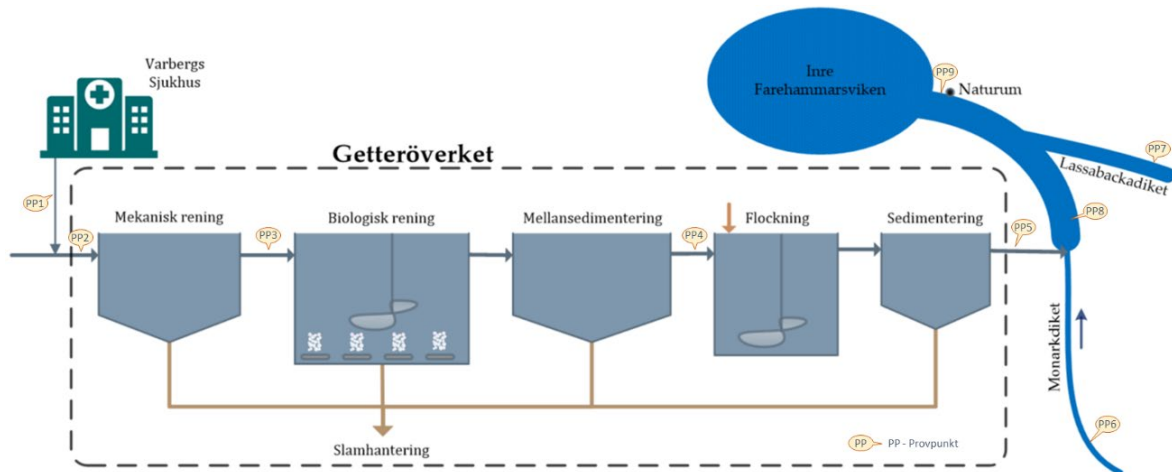 Varbergs
Sjukhus
PP1
PP2
Getteröverket
Mekanisk rening
PP3
Biologisk rening
Mellansedimentering
PP4
Flockning
Sedimentering
PP5
Slamhantering
Inre
Farehammarsviken
PP9
Naturum
PP7
Lassabackadiket
PP8
Monarkdiket
PP6
PP PP - Provpunkt